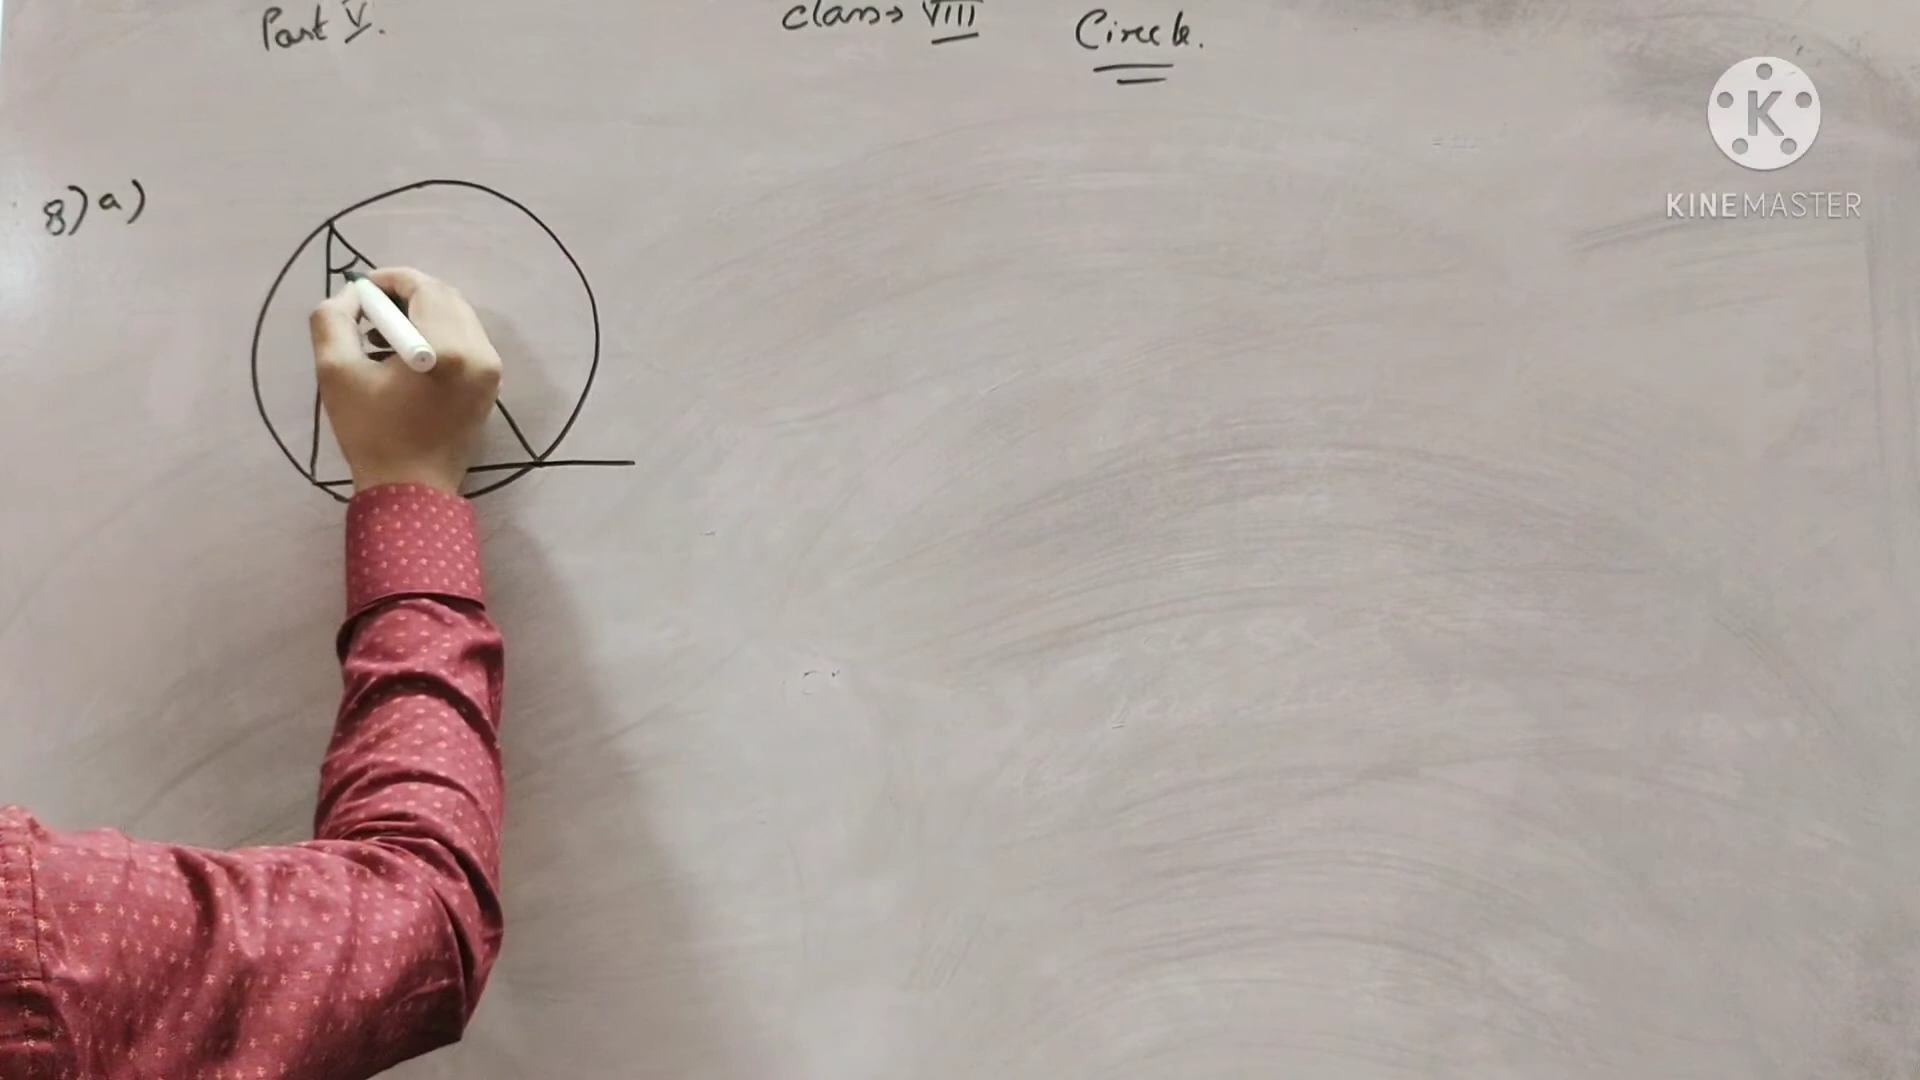 Part V.
class → VIII
Circle.
K
KINEMASTER
8) a)